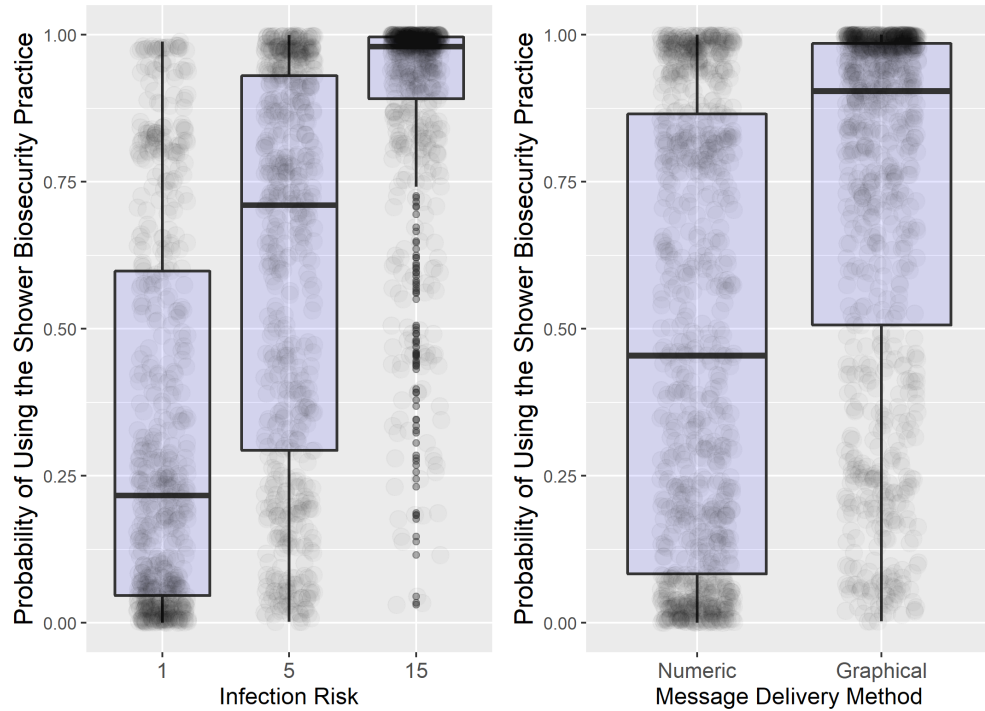 Probability of Using the Shower Biosecurity Practice
1.00
0.75
0.50
0.25
0.00
1
5
15
Infection Risk
Probability of Using the Shower Biosecurity Practice
1.00
0.75
0.50
0.25
0.00
Numeric
Graphical
Message Delivery Method